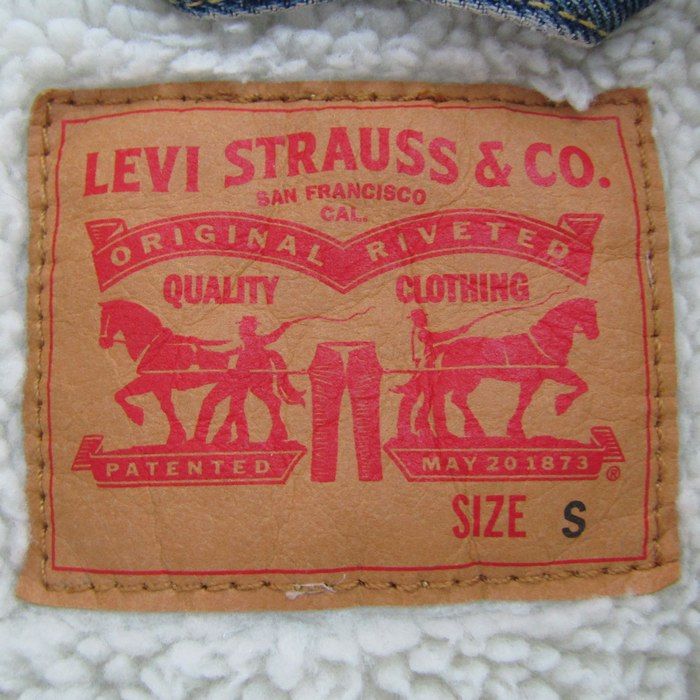 LEVI STRAUSS & CO.
SAN FRANCISCO
CAL.
ORIGINAL RIVETED
QUALITY CLOTHING
PATENTED MAY 20 1873 ®
SIZE S